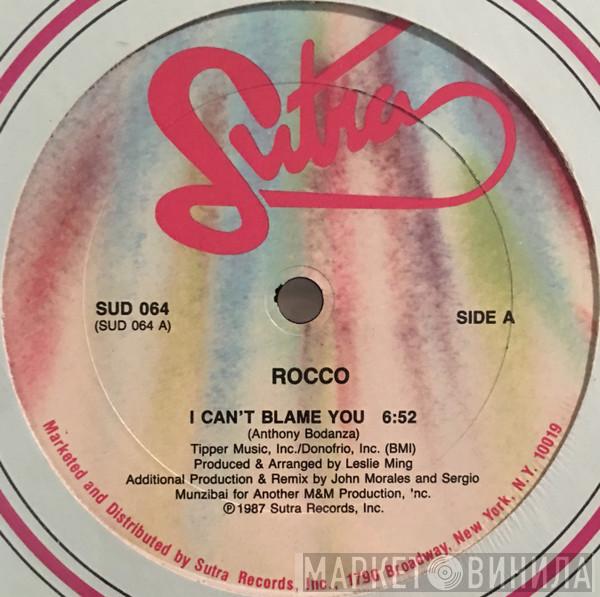 Sutra
SUD 064
(SUD 064 A)
SIDE A
ROCCO
I CAN'T BLAME YOU 6:52
(Anthony Bodanza)
Tipper Music, Inc./Donofrio, Inc. (BMI)
Produced & Arranged by Leslie Ming
Additional Production & Remix by John Morales and Sergio
Munzibai for Another M&M Production, 'nc.
℗©1987 Sutra Records, Inc.
Marketed and Distributed by Sutra Records, Inc., 1790 Broadway, New York, N.Y. 10019
МАРКЕТ ВИНИЛА